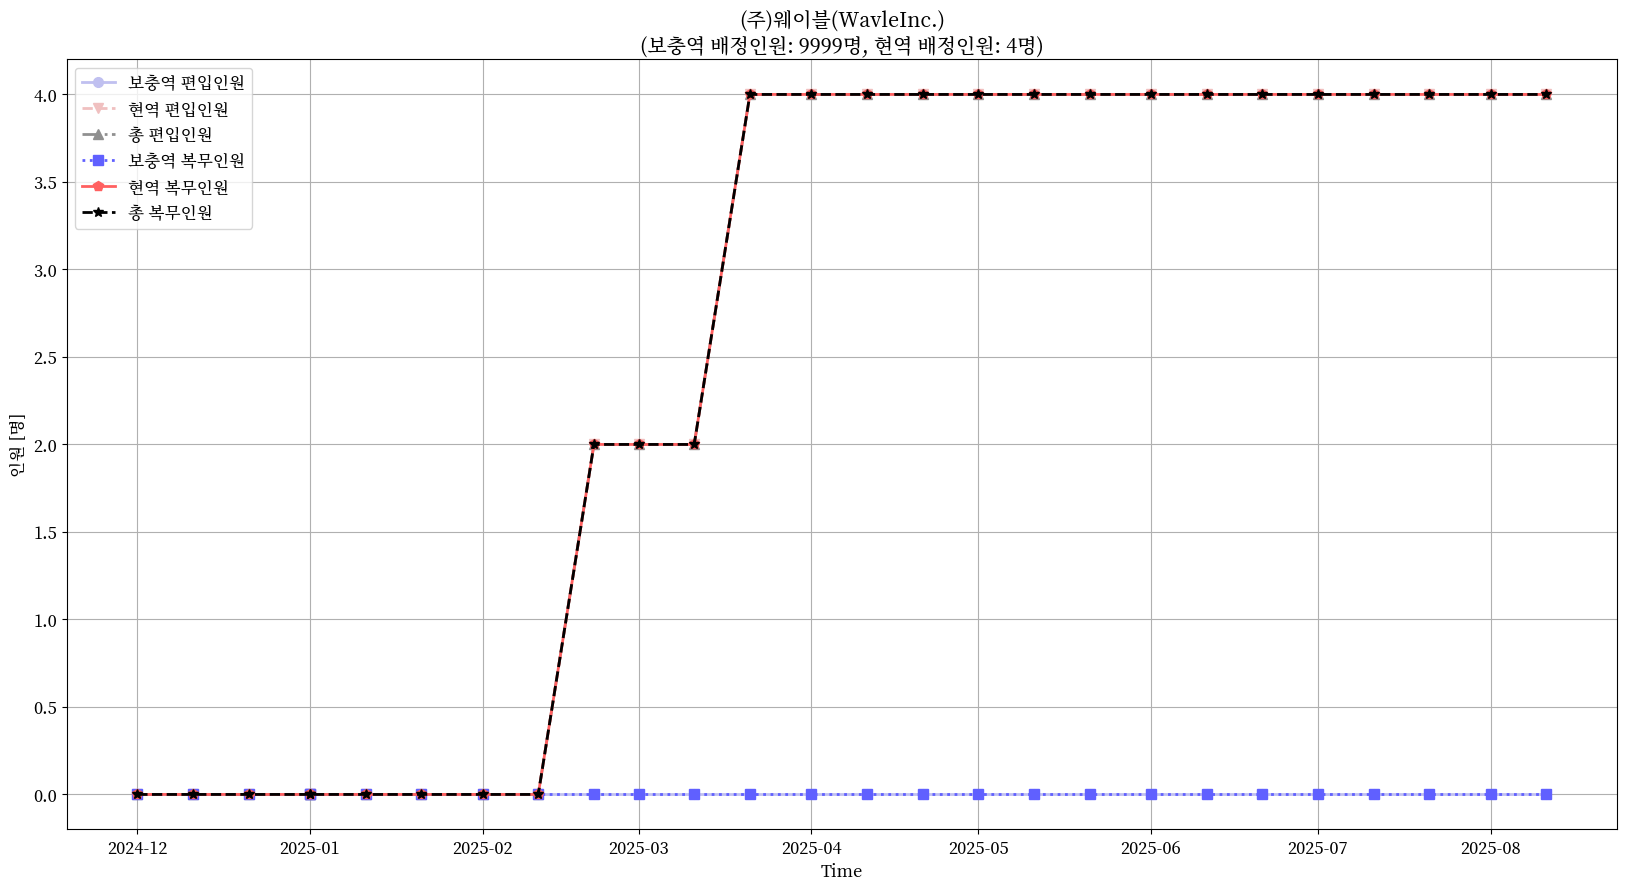 (주)웨이블(WavleInc.)
(보충역 배정인원: 9999명, 현역 배정인원: 4명)
보충역 편입인원
현역 편입인원
총 편입인원
보충역 복무인원
현역 복무인원
총 복무인원
4.0
3.5
3.0
2.5
2.0
1.5
1.0
0.5
0.0
인원 [명]
2024-12 2025-01 2025-02 2025-03 2025-04 2025-05 2025-06 2025-07 2025-08
Time